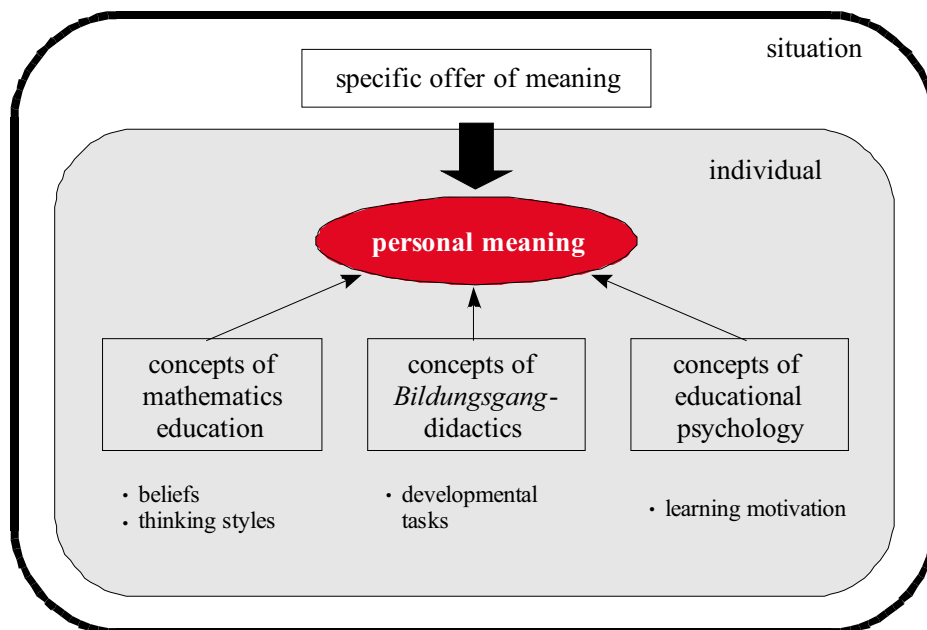 situation
specific offer of meaning
individual
personal meaning
concepts of
mathematics
education
concepts of
Bildungsgang-
didactics
concepts of
educational
psychology
· beliefs
· thinking styles
· developmental
tasks
· learning motivation